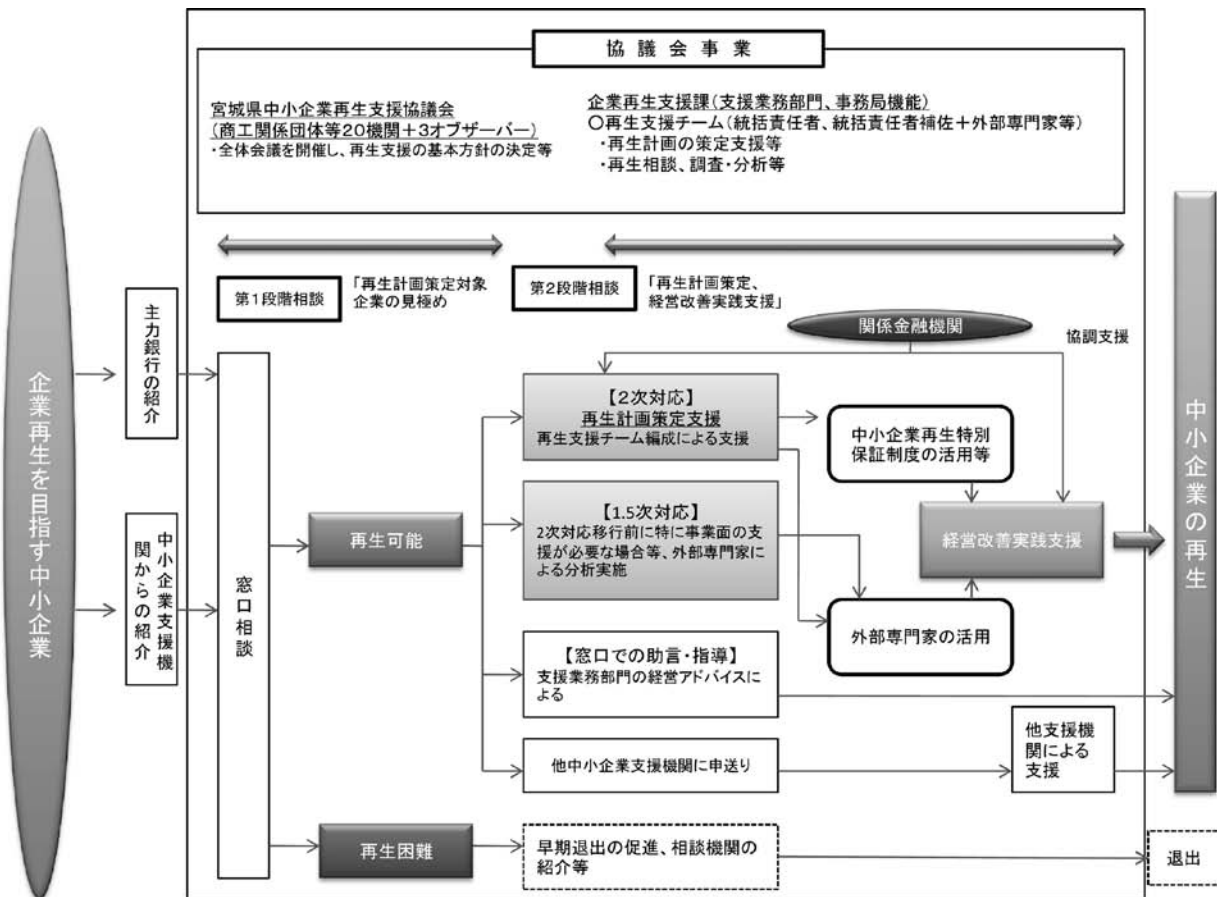 協議会事業
宮城県中小企業再生支援協議会
(商工関係団体等20機関+3オブザーバー)
・全体会議を開催し、再生支援の基本方針の決定等
企業再生支援課(支援業務部門、事務局機能)
〇再生支援チーム(統括責任者、統括責任者補佐+外部専門家等)
・再生計画の策定支援等
・再生相談、調査・分析等
第1段階相談
「再生計画策定対象
企業の見極め
第2段階相談
「再生計画策定、
経営改善実践支援」
企業再生を目指す中小企業
主力銀行の紹介
中小企業支援機
関からの紹介
窓口相談
関係金融機関
協調支援
再生可能
【2次対応】
再生計画策定支援
再生支援チーム編成による支援
【1.5次対応】
2次対応移行前に特に事業面の支
援が必要な場合等、外部専門家に
よる分析実施
【窓口での助言・指導】
支援業務部門の経営アドバイスに
よる
他中小企業支援機関に申送り
中小企業再生特別
保証制度の活用等
経営改善実践支援
外部専門家の活用
他支援機
関による
支援
中小企業の再生
再生困難
早期退出の促進、相談機関の
紹介等
退出